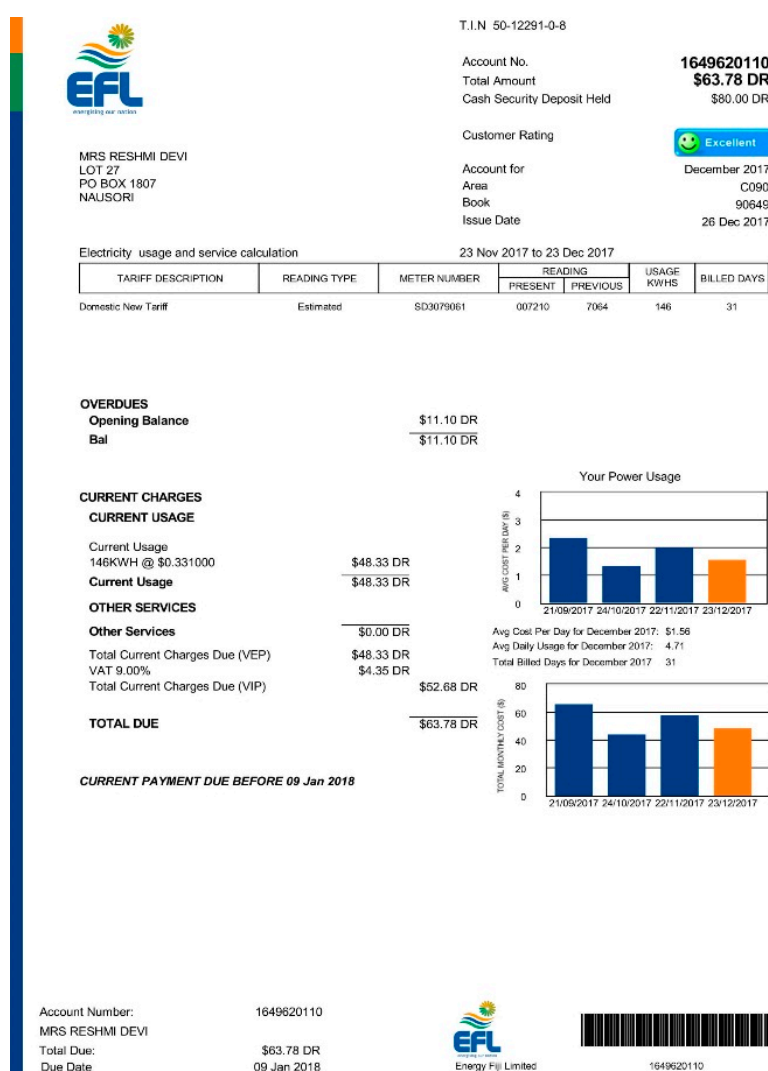 T.I.N 50-12291-0-8
EFL
energising our nation
Account No. 1649620110
Total Amount $63.78 DR
Cash Security Deposit Held $80.00 DR
Customer Rating Excellent
MRS RESHMI DEVI
LOT 27
PO BOX 1807
NAUSORI
Account for December 2017
Area C090
Book 90649
Issue Date 26 Dec 2017
Electricity usage and service calculation 23 Nov 2017 to 23 Dec 2017
TARIFF DESCRIPTION READING TYPE METER NUMBER READING USAGE KWHS BILLED DAYS
PRESENT PREVIOUS
Domestic New Tariff Estimated SD3079061 007210 7064 146 31
OVERDUES
Opening Balance $11.10 DR
Bal $11.10 DR
CURRENT CHARGES
CURRENT USAGE
Current Usage
146KWH @ $0.331000 $48.33 DR
Current Usage $48.33 DR
OTHER SERVICES
Other Services $0.00 DR
Total Current Charges Due (VEP) $48.33 DR
VAT 9.00% $4.35 DR
Total Current Charges Due (VIP) $52.68 DR
TOTAL DUE $63.78 DR
CURRENT PAYMENT DUE BEFORE 09 Jan 2018
Your Power Usage
AVG COST PER DAY ($)
4
3
2
1
0
21/09/2017 24/10/2017 22/11/2017 23/12/2017
Avg Cost Per Day for December 2017: $1.56
Avg Daily Usage for December 2017: 4.71
Total Billed Days for December 2017 31
TOTAL MONTHLY COST ($)
80
60
40
20
0
21/09/2017 24/10/2017 22/11/2017 23/12/2017
Account Number: 1649620110
MRS RESHMI DEVI
Total Due: $63.78 DR
Due Date 09 Jan 2018
EFL
energising our nation
Energy Fiji Limited
1649620110